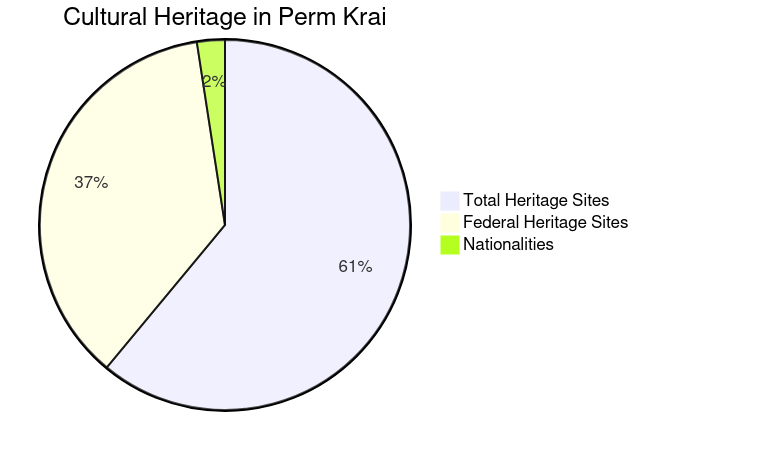 Cultural Heritage in Perm Krai
2%
37%
61%
Total Heritage Sites
Federal Heritage Sites
Nationalities